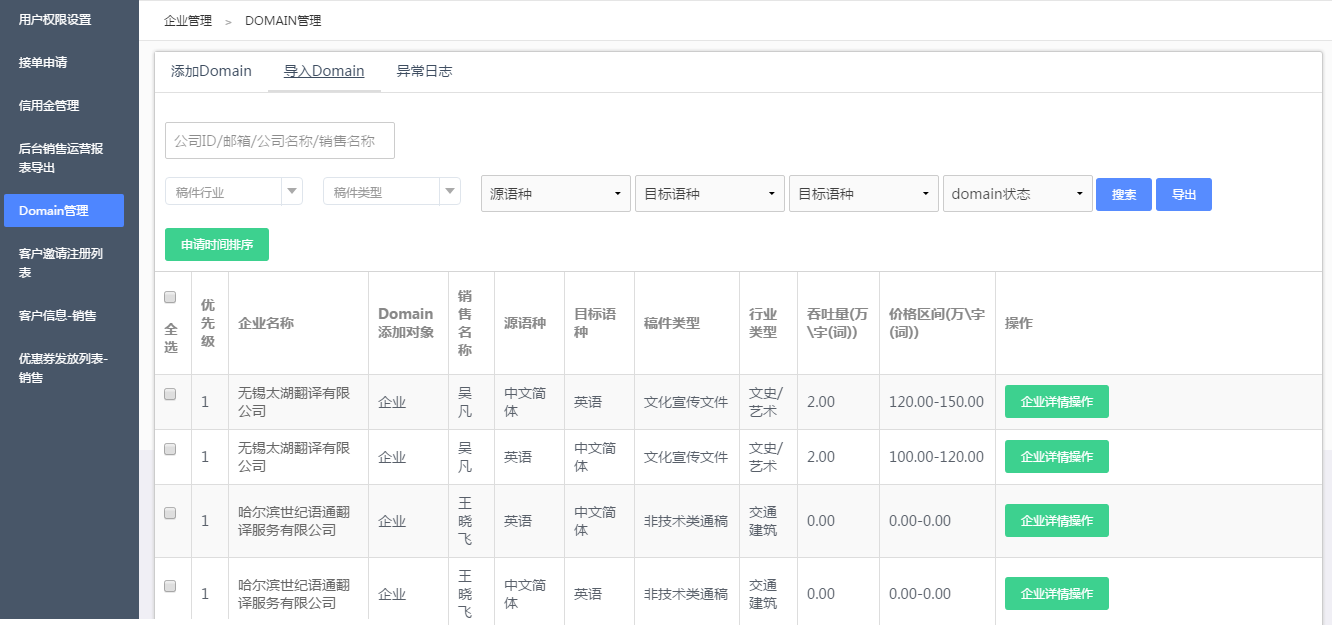 用户权限设置
接单申请
信用金管理
后台销售运营报
表导出
Domain管理
客户邀请注册列
表
客户信息-销售
优惠券发放列表-
销售
企业管理 > DOMAIN管理
添加Domain 导入Domain 异常日志
公司ID/邮箱/公司名称/销售名称
稿件行业 稿件类型 源语种 目标语种 目标语种 domain状态 搜索 导出
申请时间排序
全选 优先级 企业名称 Domain添加对象 销售名称 源语种 目标语种 稿件类型 行业类型 吞吐量(万\字(词)) 价格区间(万\字(词)) 操作
1 无锡太湖翻译有限公司 企业 吴凡 中文简体 英语 文化宣传文件 文史/艺术 2.00 120.00-150.00 企业详情操作
1 无锡太湖翻译有限公司 企业 吴凡 英语 中文简体 文化宣传文件 文史/艺术 2.00 100.00-120.00 企业详情操作
1 哈尔滨世纪语通翻译服务有限公司 企业 王晓飞 英语 中文简体 非技术类通稿 交通建筑 0.00 0.00-0.00 企业详情操作
1 哈尔滨世纪语通翻译服务有限公司 企业 王晓飞 中文简体 英语 非技术类通稿 交通建筑 0.00 0.00-0.00 企业详情操作